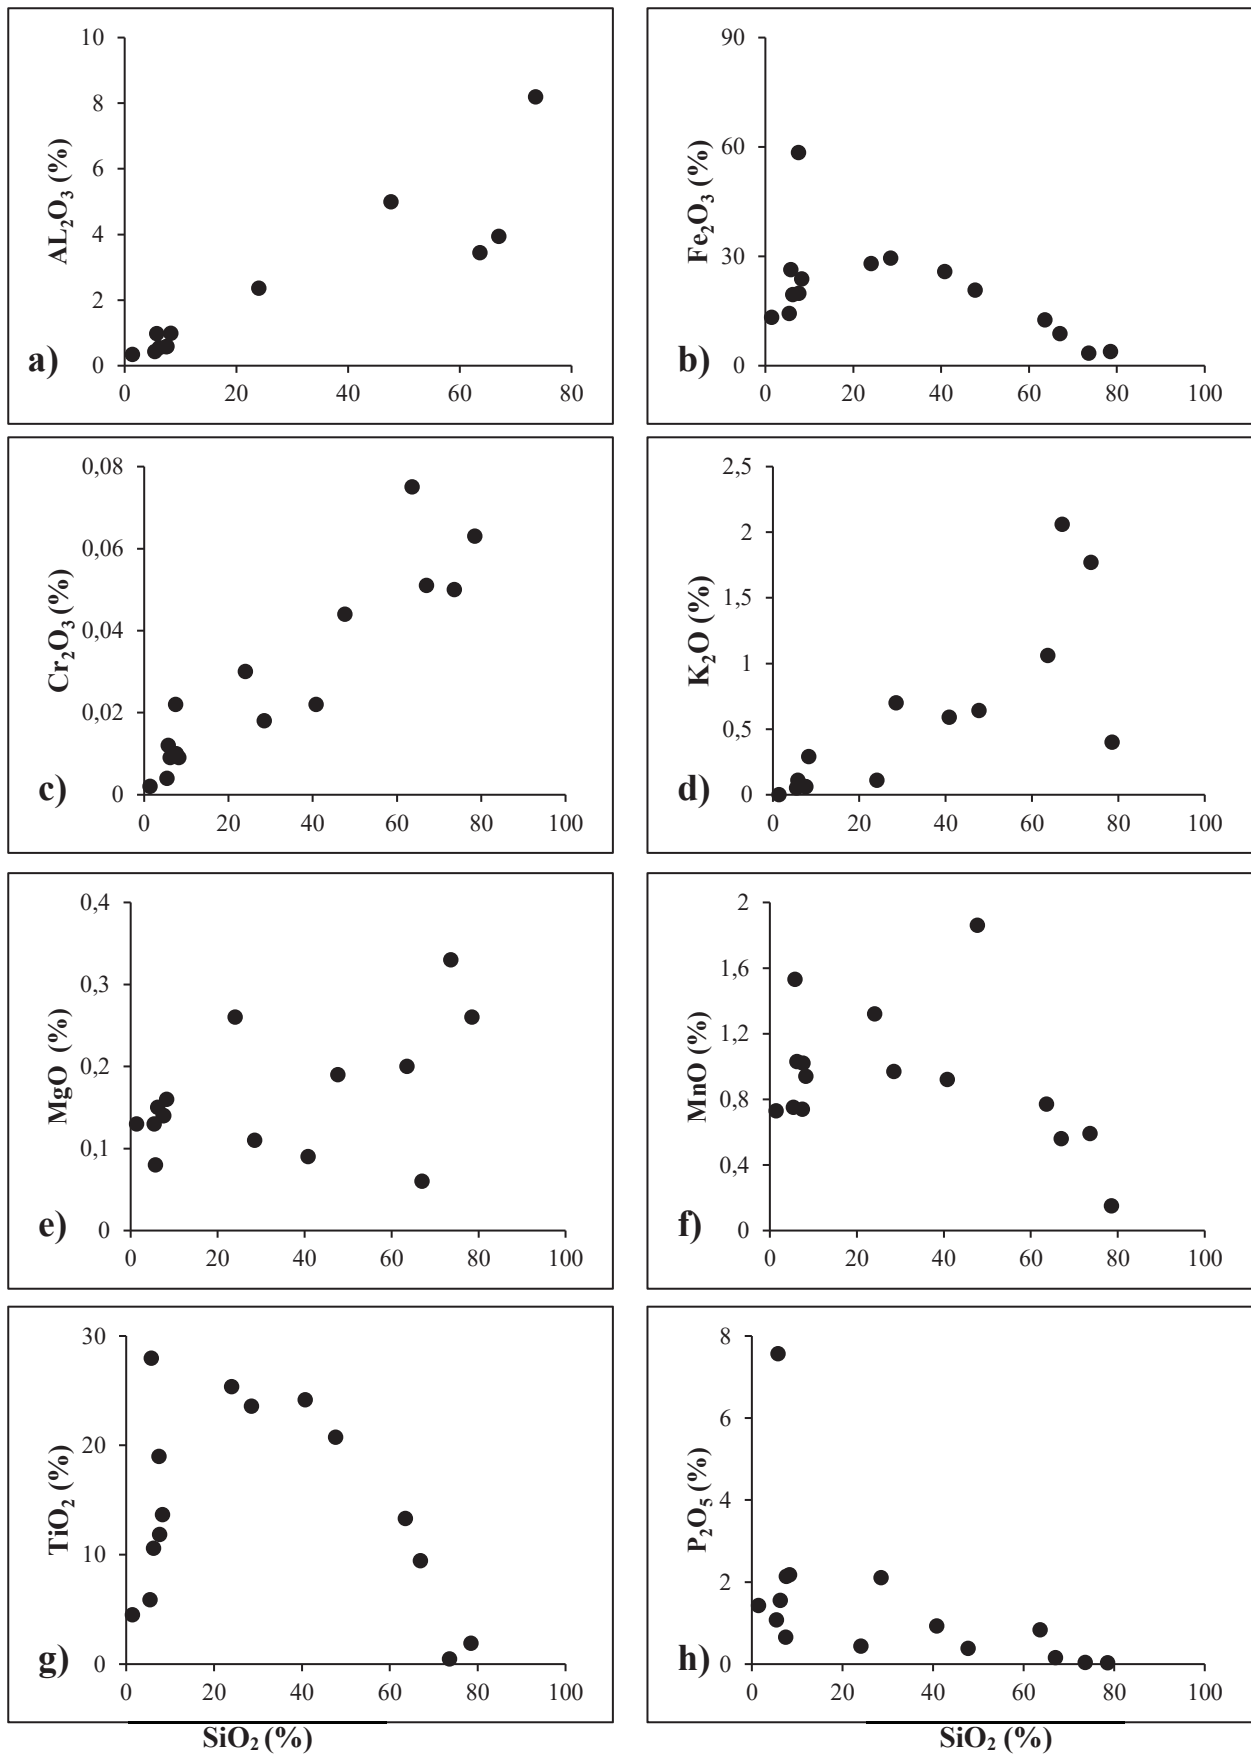 10
8
6
4
2
0
AL₂O₃ (%)
a)
0 20 40 60 80
90
60
30
0
Fe₂O₃ (%)
b)
0 20 40 60 80 100
0,08
0,06
0,04
0,02
0
Cr₂O₃ (%)
c)
0 20 40 60 80 100
2,5
2
1,5
1
0,5
0
K₂O (%)
d)
0 20 40 60 80 100
0,4
0,3
0,2
0,1
0
MgO (%)
e)
0 20 40 60 80 100
2
1,6
1,2
0,8
0,4
0
MnO (%)
f)
0 20 40 60 80 100
30
20
10
0
TiO₂ (%)
g)
0 20 40 60 80 100
SiO₂ (%)
8
6
4
2
0
P₂O₅ (%)
h)
0 20 40 60 80 100
SiO₂ (%)